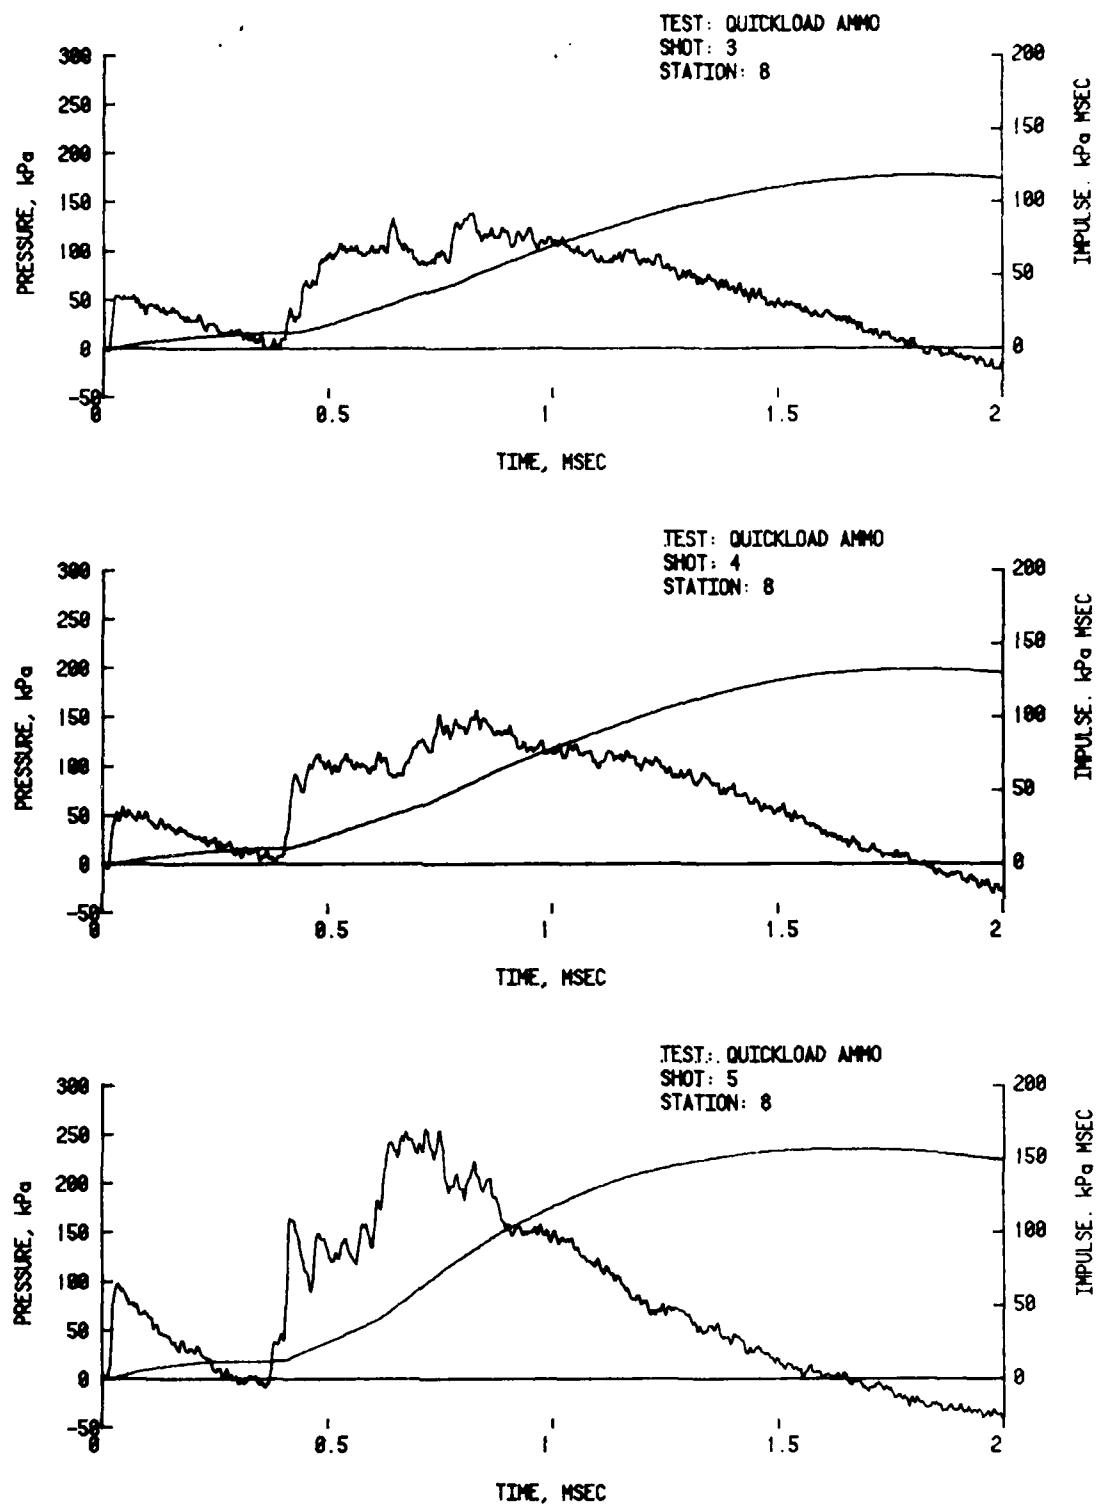 TEST: QUICKLOAD AMMO
SHOT: 3
STATION: 8
300
250
200
150
100
50
0
-50
PRESSURE, kPa
200
150
100
50
0
IMPULSE. kPa MSEC
0 0.5 1 1.5 2
TIME, MSEC
TEST: QUICKLOAD AMMO
SHOT: 4
STATION: 8
300
250
200
150
100
50
0
-50
PRESSURE, kPa
200
150
100
50
0
IMPULSE. kPa MSEC
0 0.5 1 1.5 2
TIME, MSEC
TEST: QUICKLOAD AMMO
SHOT: 5
STATION: 8
300
250
200
150
100
50
0
-50
PRESSURE, kPa
200
150
100
50
0
IMPULSE. kPa MSEC
0 0.5 1 1.5 2
TIME, MSEC